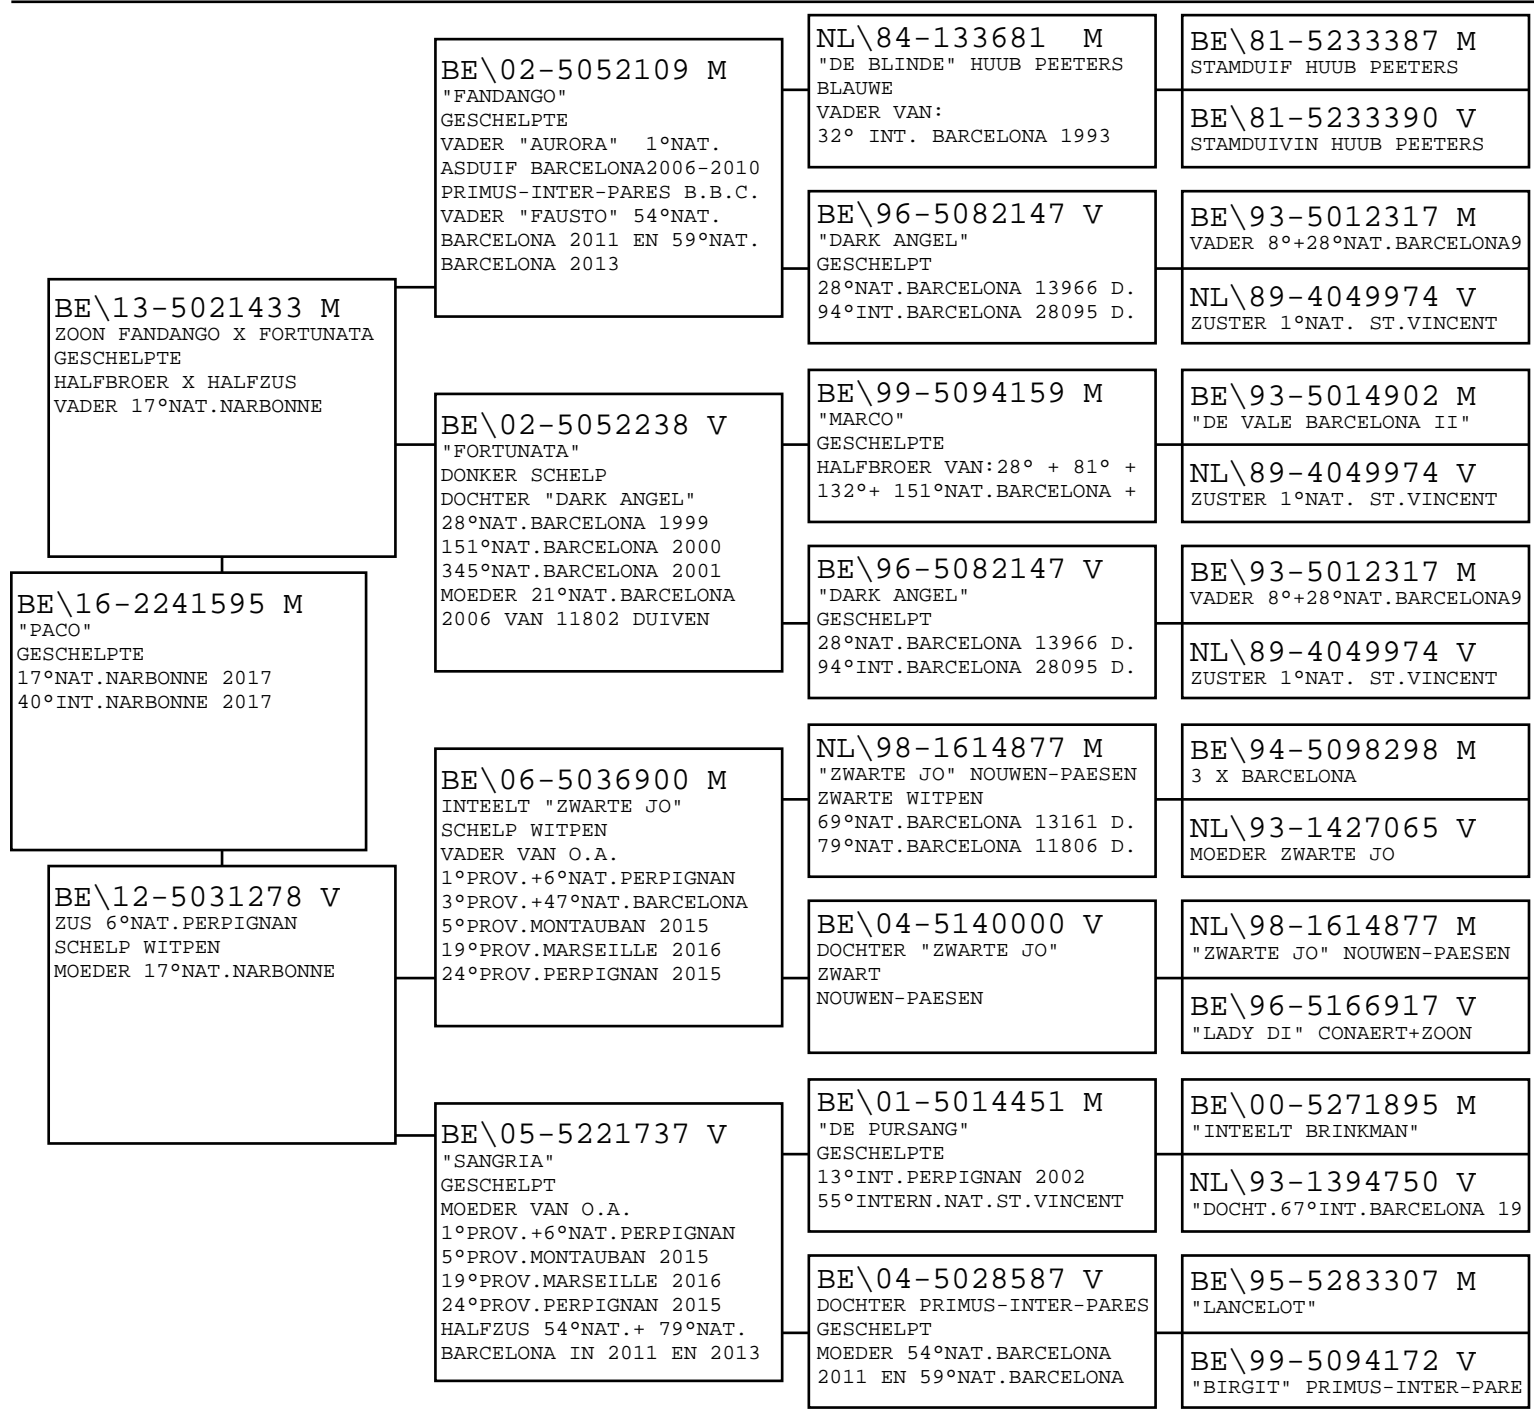 BE\16-2241595 M
"PACO"
GESCHELPTE
17°NAT.NARBONNE 2017
40°INT.NARBONNE 2017
BE\13-5021433 M
ZOON FANDANGO X FORTUNATA
GESCHELPTE
HALFBROER X HALFZUS
VADER 17°NAT.NARBONNE
BE\12-5031278 V
ZUS 6°NAT.PERPIGNAN
SCHELP WITPEN
MOEDER 17°NAT.NARBONNE
BE\02-5052109 M
"FANDANGO"
GESCHELPTE
VADER "AURORA"  1°NAT.
ASDUIF BARCELONA2006-2010
PRIMUS-INTER-PARES B.B.C.
VADER "FAUSTO" 54°NAT.
BARCELONA 2011 EN 59°NAT.
BARCELONA 2013
BE\02-5052238 V
"FORTUNATA"
DONKER SCHELP
DOCHTER "DARK ANGEL"
28°NAT.BARCELONA 1999
151°NAT.BARCELONA 2000
345°NAT.BARCELONA 2001
MOEDER 21°NAT.BARCELONA
2006 VAN 11802 DUIVEN
BE\06-5036900 M
INTEELT "ZWARTE JO"
SCHELP WITPEN
VADER VAN O.A.
1°PROV.+6°NAT.PERPIGNAN
3°PROV.+47°NAT.BARCELONA
5°PROV.MONTAUBAN 2015
19°PROV.MARSEILLE 2016
24°PROV.PERPIGNAN 2015
BE\05-5221737 V
"SANGRIA"
GESCHELPT
MOEDER VAN O.A.
1°PROV.+6°NAT.PERPIGNAN
5°PROV.MONTAUBAN 2015
19°PROV.MARSEILLE 2016
24°PROV.PERPIGNAN 2015
HALFZUS 54°NAT.+ 79°NAT.
BARCELONA IN 2011 EN 2013
NL\84-133681  M
"DE BLINDE" HUUB PEETERS
BLAUWE
VADER VAN:
32° INT. BARCELONA 1993
BE\96-5082147 V
"DARK ANGEL"
GESCHELPT
28°NAT.BARCELONA 13966 D.
94°INT.BARCELONA 28095 D.
BE\99-5094159 M
"MARCO"
GESCHELPTE
HALFBROER VAN:28° + 81° +
132°+ 151°NAT.BARCELONA +
BE\96-5082147 V
"DARK ANGEL"
GESCHELPT
28°NAT.BARCELONA 13966 D.
94°INT.BARCELONA 28095 D.
NL\98-1614877 M
"ZWARTE JO" NOUWEN-PAESEN
ZWARTE WITPEN
69°NAT.BARCELONA 13161 D.
79°NAT.BARCELONA 11806 D.
BE\04-5140000 V
DOCHTER "ZWARTE JO"
ZWART
NOUWEN-PAESEN
BE\01-5014451 M
"DE PURSANG"
GESCHELPTE
13°INT.PERPIGNAN 2002
55°INTERN.NAT.ST.VINCENT
BE\04-5028587 V
DOCHTER PRIMUS-INTER-PARES
GESCHELPT
MOEDER 54°NAT.BARCELONA
2011 EN 59°NAT.BARCELONA
BE\81-5233387 M
STAMDUIF HUUB PEETERS
BE\81-5233390 V
STAMDUIVIN HUUB PEETERS
BE\93-5012317 M
VADER 8°+28°NAT.BARCELONA9
NL\89-4049974 V
ZUSTER 1°NAT. ST.VINCENT
BE\93-5014902 M
"DE VALE BARCELONA II"
NL\89-4049974 V
ZUSTER 1°NAT. ST.VINCENT
BE\93-5012317 M
VADER 8°+28°NAT.BARCELONA9
NL\89-4049974 V
ZUSTER 1°NAT. ST.VINCENT
BE\94-5098298 M
3 X BARCELONA
NL\93-1427065 V
MOEDER ZWARTE JO
NL\98-1614877 M
"ZWARTE JO" NOUWEN-PAESEN
BE\96-5166917 V
"LADY DI" CONAERT+ZOON
BE\00-5271895 M
"INTEELT BRINKMAN"
NL\93-1394750 V
"DOCHT.67°INT.BARCELONA 19
BE\95-5283307 M
"LANCELOT"
BE\99-5094172 V
"BIRGIT" PRIMUS-INTER-PARE